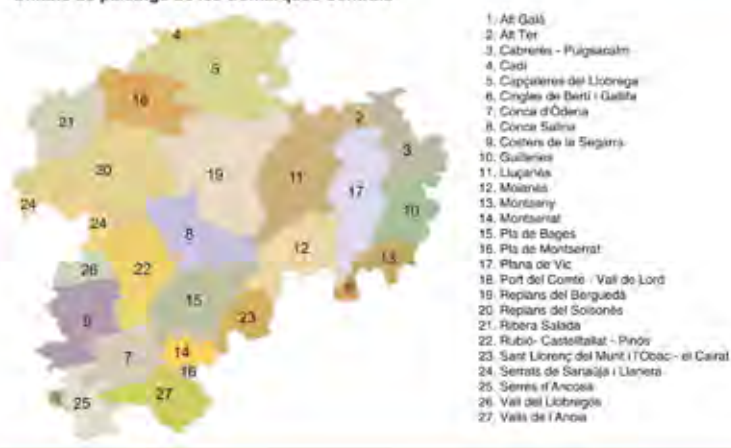 1. Alt Gaià
2. Alt Ter
3. Cabrerès - Puigsacalm
4. Cadí
5. Capçaleres del Llobrega
6. Cingles de Bertí i Gallifa
7. Conca d'Òdena
8. Conca Salina
9. Costers de la Segarra
10. Guilleries
11. Lluçanès
12. Moianès
13. Montseny
14. Montserrat
15. Pla de Bages
16. Pla de Montserrat
17. Plana de Vic
18. Port del Comte - Vall de Lord
19. Replans del Berguedà
20. Replans del Solsonès
21. Ribera Salada
22. Rubió- Castelltallat - Pinós
23. Sant Llorenç del Munt i l'Obac - el Cairat
24. Serrats de Sanaüja i Llanera
25. Serres d'Ancosa
26. Vall del Llobregós
27. Valls de l'Anoia
4
5
18
21
2
3
20
19
11
17
24
10
24
8
12
13
26
22
15
23
9
14
7
16
27
25